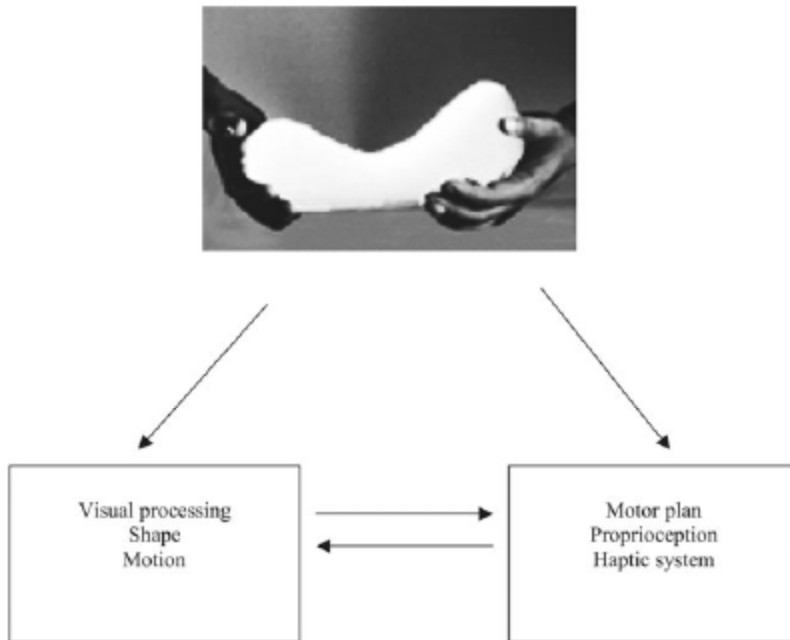 Visual processing
Shape
Motion
Motor plan
Proprioception
Haptic system